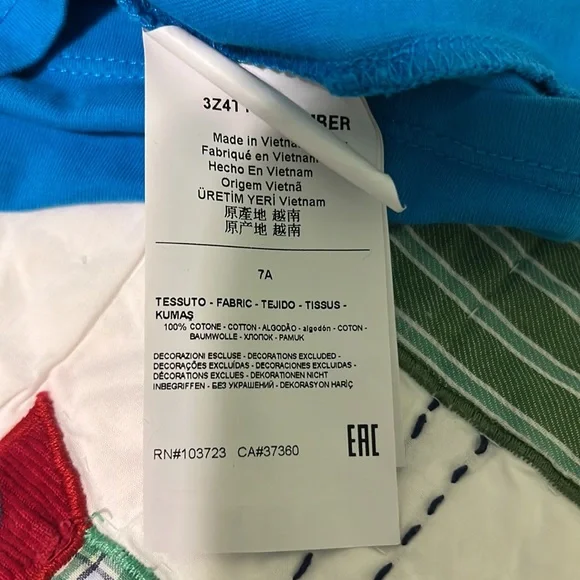 3Z4T
Made in Vietnam
Fabriqué en Vietnam
Hecho En Vietnam
Origem Vietnã
ÜRETİM YERİ Vietnam
原產地 越南
原产地 越南
7A
TESSUTO - FABRIC - TEJIDO - TISSUS -
KUMAŞ
100% COTONE - COTTON - ALGODÃO - algodón - COTON -
BAUMWOLLE - ХЛОПОК - PAMUK
DECORAZIONI ESCLUSE - DECORATIONS EXCLUDED -
DECORAÇÕES EXCLUÍDAS - DECORACIONES EXCLUIDAS -
DÉCORATIONS EXCLUES - DEKORATIONEN NICHT
INBEGRIFFEN - БЕЗ УКРАШЕНИЙ - DEKORASYON HARİÇ
RN#103723 CA#37360
EAC